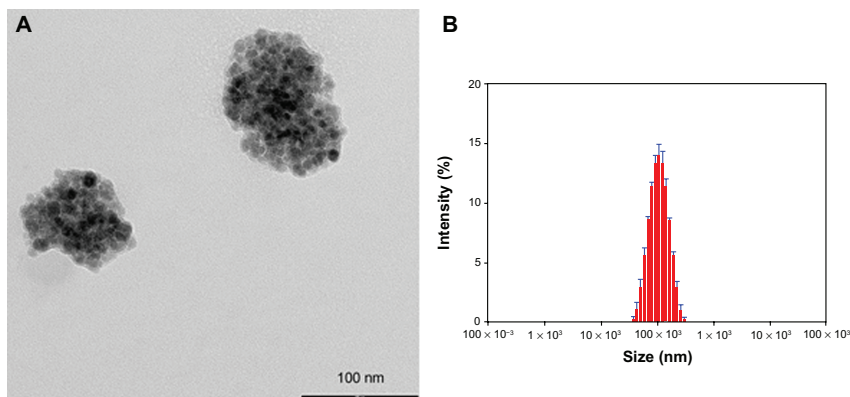 A
100 nm
B
20
15
10
5
0
Intensity (%)
100 × 10⁻³
1 × 10³
10 × 10³
100 × 10³
1 × 10³
10 × 10³
100 × 10³
Size (nm)